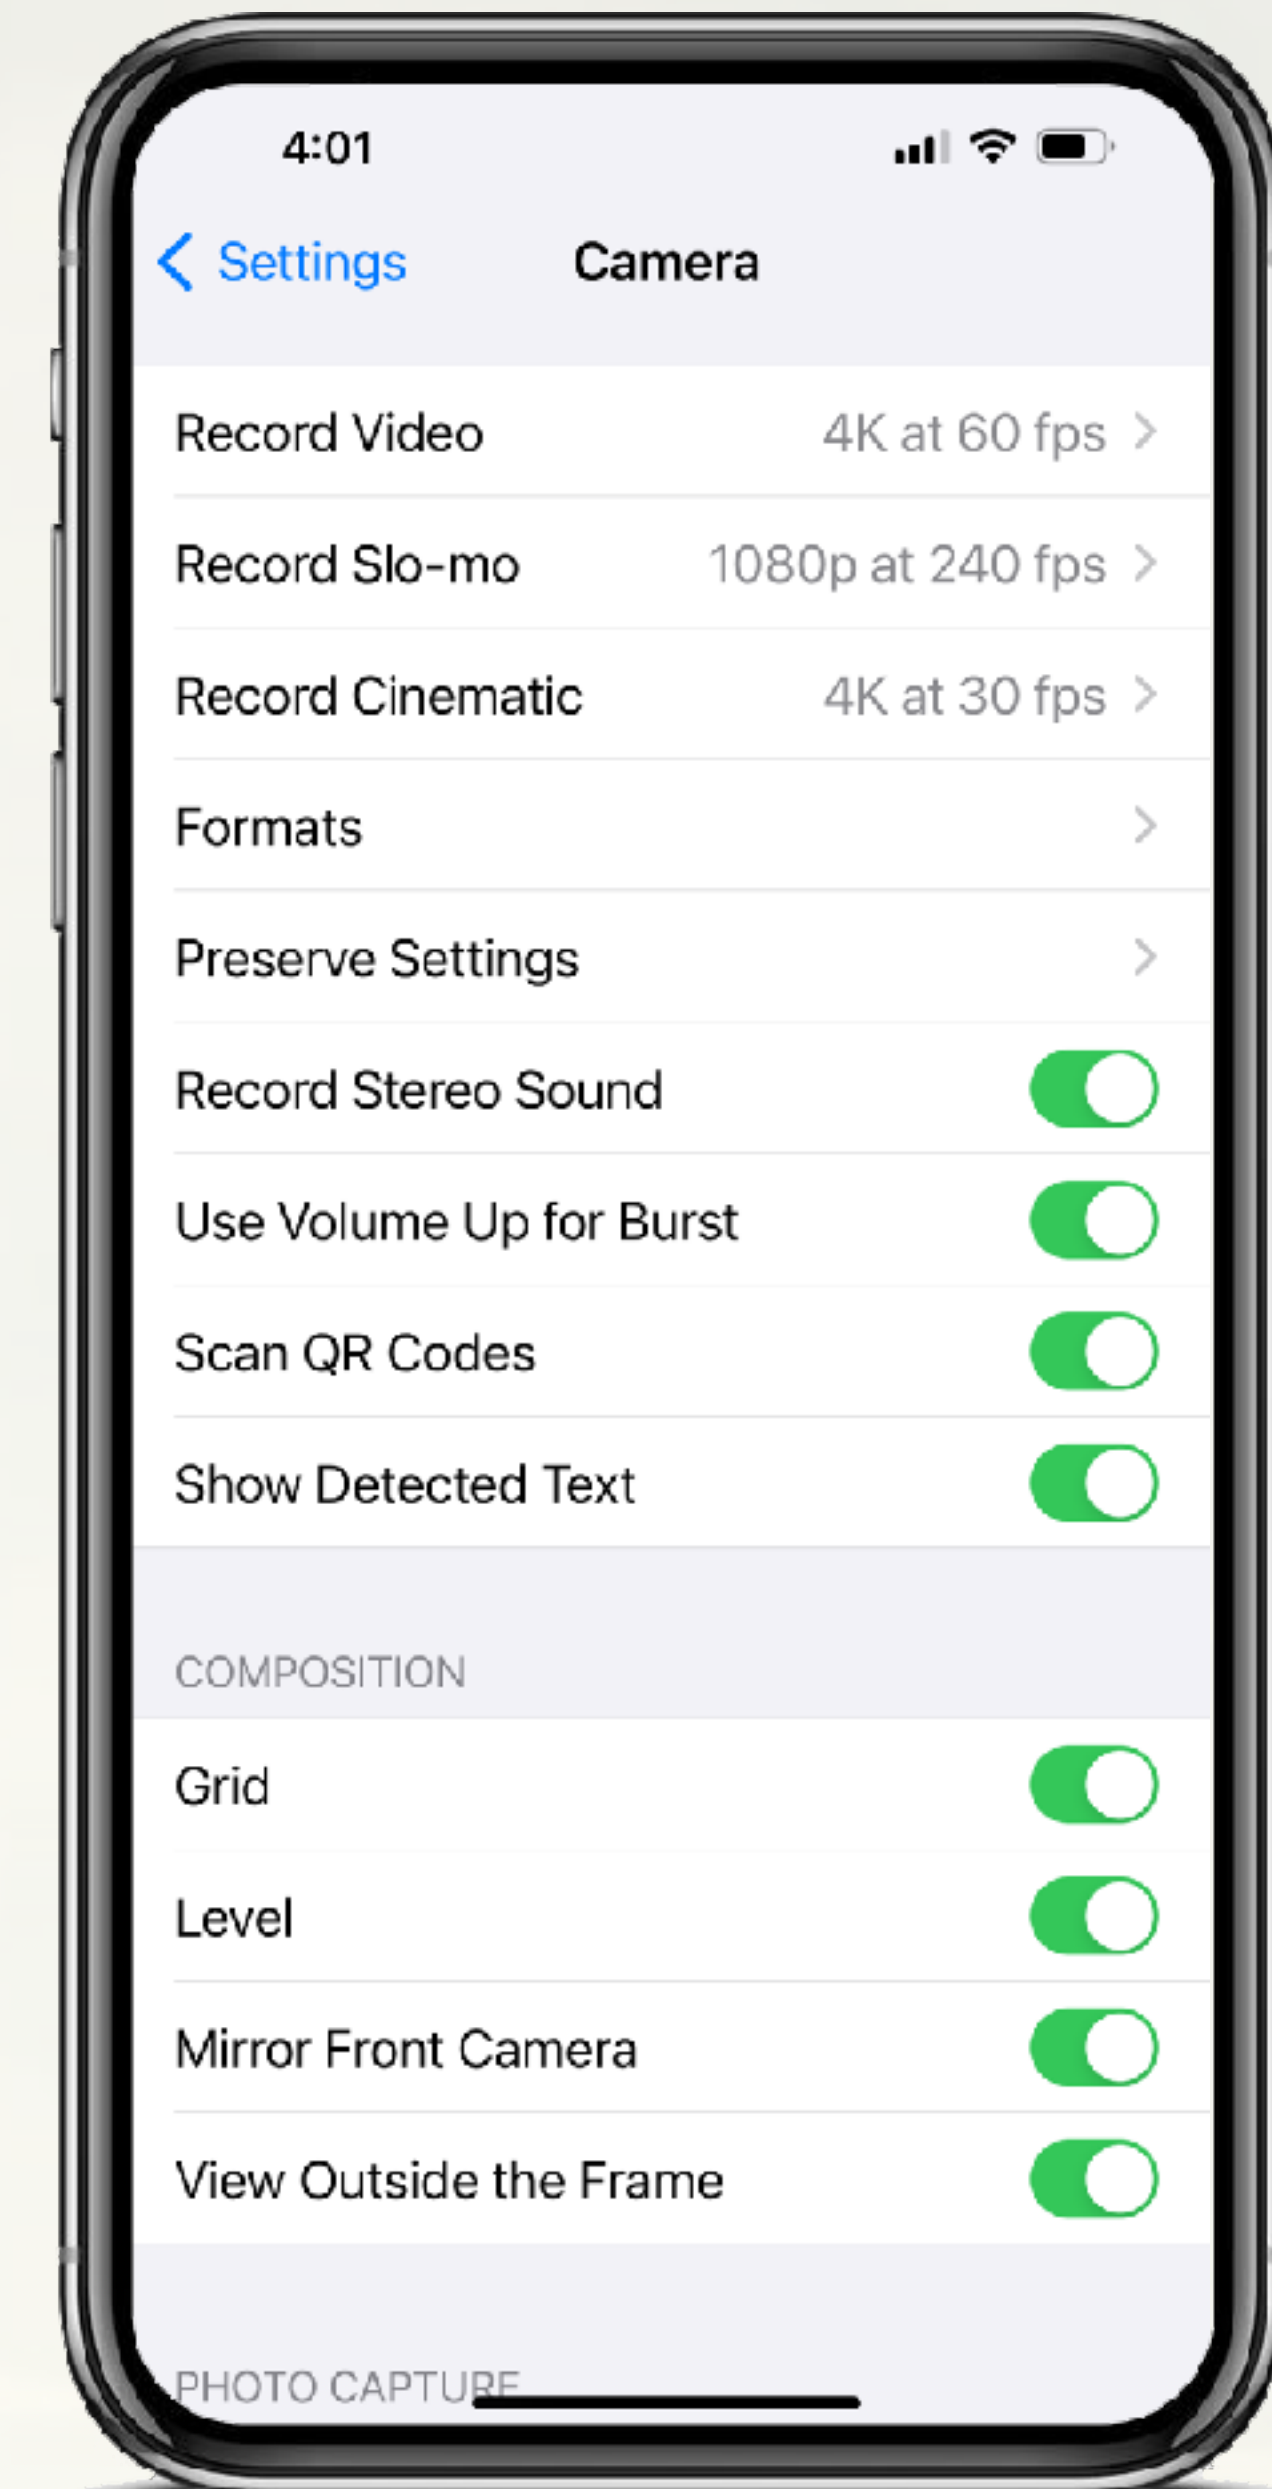 4:01
Settings Camera
Record Video 4K at 60 fps
Record Slo-mo 1080p at 240 fps
Record Cinematic 4K at 30 fps
Formats
Preserve Settings
Record Stereo Sound
Use Volume Up for Burst
Scan QR Codes
Show Detected Text
COMPOSITION
Grid
Level
Mirror Front Camera
View Outside the Frame
PHOTO CAPTURE